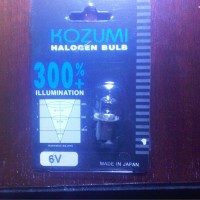 KOZUMI
HALOGEN BULB
300%+
ILLUMINATION
6V
MADE IN JAPAN